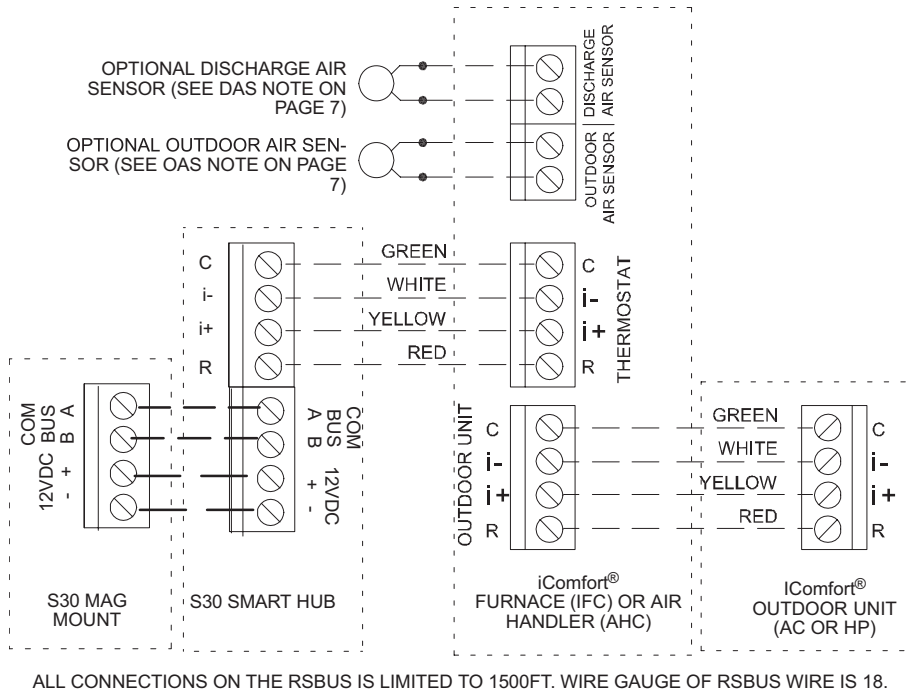 OPTIONAL DISCHARGE AIR
SENSOR (SEE DAS NOTE ON
PAGE 7)
DISCHARGE
AIR SENSOR
OPTIONAL OUTDOOR AIR SEN-
SOR (SEE OAS NOTE ON PAGE
7)
OUTDOOR
AIR SENSOR
C
GREEN
C
i-
WHITE
i-
i+
YELLOW
i+
R
RED
R
THERMOSTAT
COM
BUS
A
B
12VDC
+
-
COM
BUS
A
B
12VDC
+
-
OUTDOOR UNIT
C
GREEN
C
i-
WHITE
i-
i+
YELLOW
i+
R
RED
R
S30 MAG
MOUNT
S30 SMART HUB
iComfort®
FURNACE (IFC) OR AIR
HANDLER (AHC)
IComfort®
OUTDOOR UNIT
(AC OR HP)
ALL CONNECTIONS ON THE RSBUS IS LIMITED TO 1500FT. WIRE GAUGE OF RSBUS WIRE IS 18.